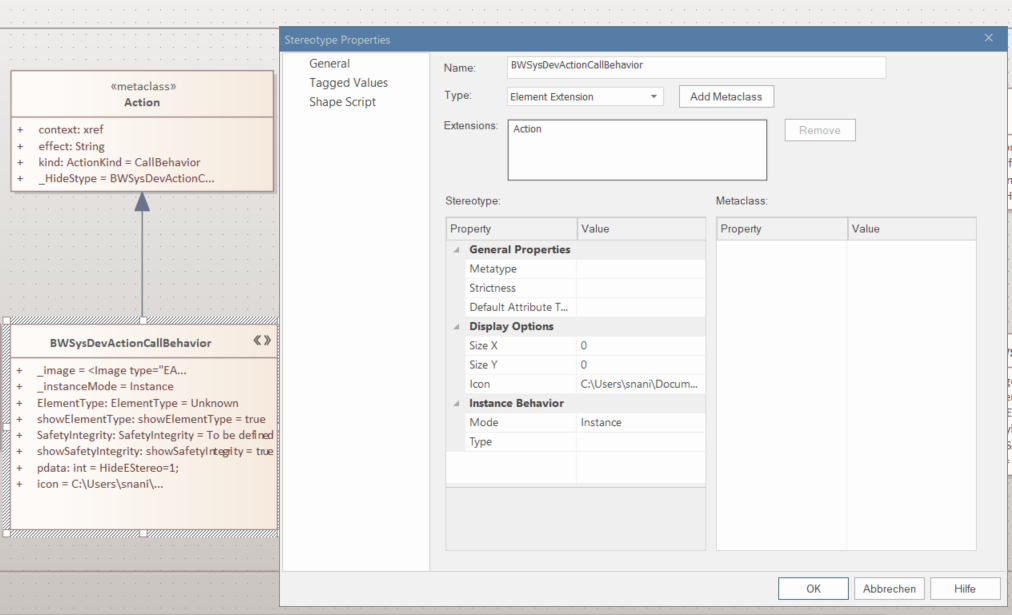 «metaclass»
Action
+ context: xref
+ effect: String
+ kind: ActionKind = CallBehavior
+ _HideStype = BWSysDevActionC...
BWSysDevActionCallBehavior
+ _image = <Image type="EA...
+ _instanceMode = Instance
+ ElementType: ElementType = Unknown
+ showElementType: showElementType = true
+ SafetyIntegrity: SafetyIntegrity = To be defined
+ showSafetyIntegrity: showSafetyIntegrity = true
+ pdata: int = HideEStereo=1;
+ icon = C:\Users\snani\...
Stereotype Properties
General
Tagged Values
Shape Script
Name: BWSysDevActionCallBehavior
Type: Element Extension Add Metaclass
Extensions: Action Remove
Stereotype: Metaclass:
Property Value Property Value
General Properties
Metatype
Strictness
Default Attribute T...
Display Options
Size X 0
Size Y 0
Icon C:\Users\snani\Docum...
Instance Behavior
Mode Instance
Type
OK Abbrechen Hilfe